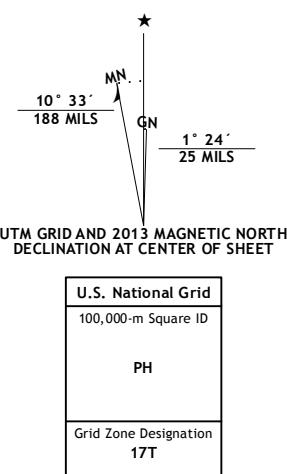 ★
MN
GN
10° 33´
188 MILS
1° 24´
25 MILS
UTM GRID AND 2013 MAGNETIC NORTH
DECLINATION AT CENTER OF SHEET
U.S. National Grid
100,000-m Square ID
PH
Grid Zone Designation
17T